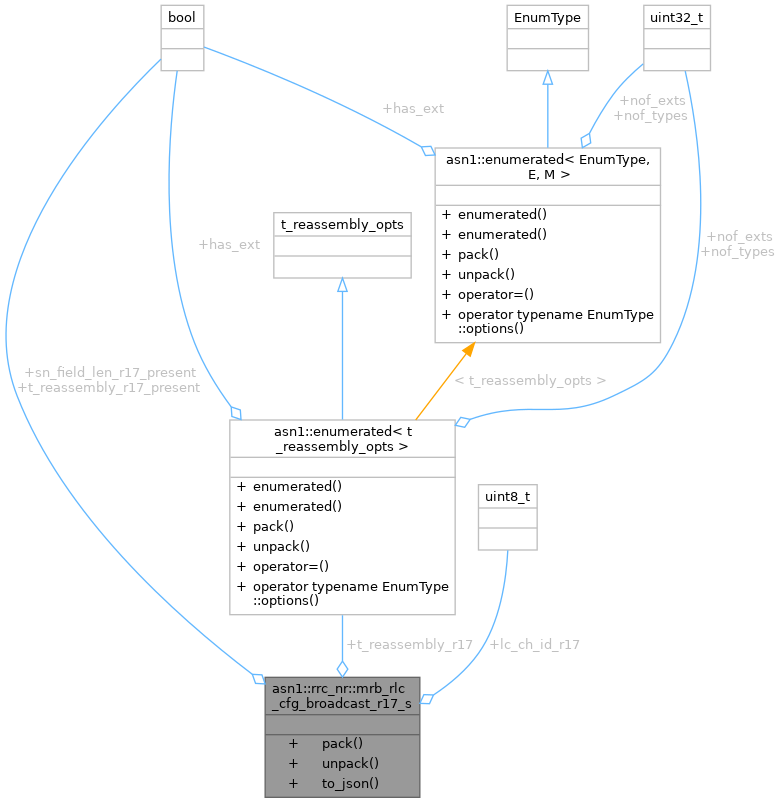 bool
EnumType
uint32_t
+has_ext
+nof_exts
+nof_types
asn1::enumerated< EnumType,
E, M >
+ enumerated()
+ enumerated()
+ pack()
+ unpack()
+ operator=()
+ operator typename EnumType
::options()
t_reassembly_opts
+has_ext
+nof_exts
+nof_types
+sn_field_len_r17_present
+t_reassembly_r17_present
< t_reassembly_opts >
asn1::enumerated< t
_reassembly_opts >
+ enumerated()
+ enumerated()
+ pack()
+ unpack()
+ operator=()
+ operator typename EnumType
::options()
uint8_t
+t_reassembly_r17
+lc_ch_id_r17
asn1::rrc_nr::mrb_rlc
_cfg_broadcast_r17_s
+ pack()
+ unpack()
+ to_json()